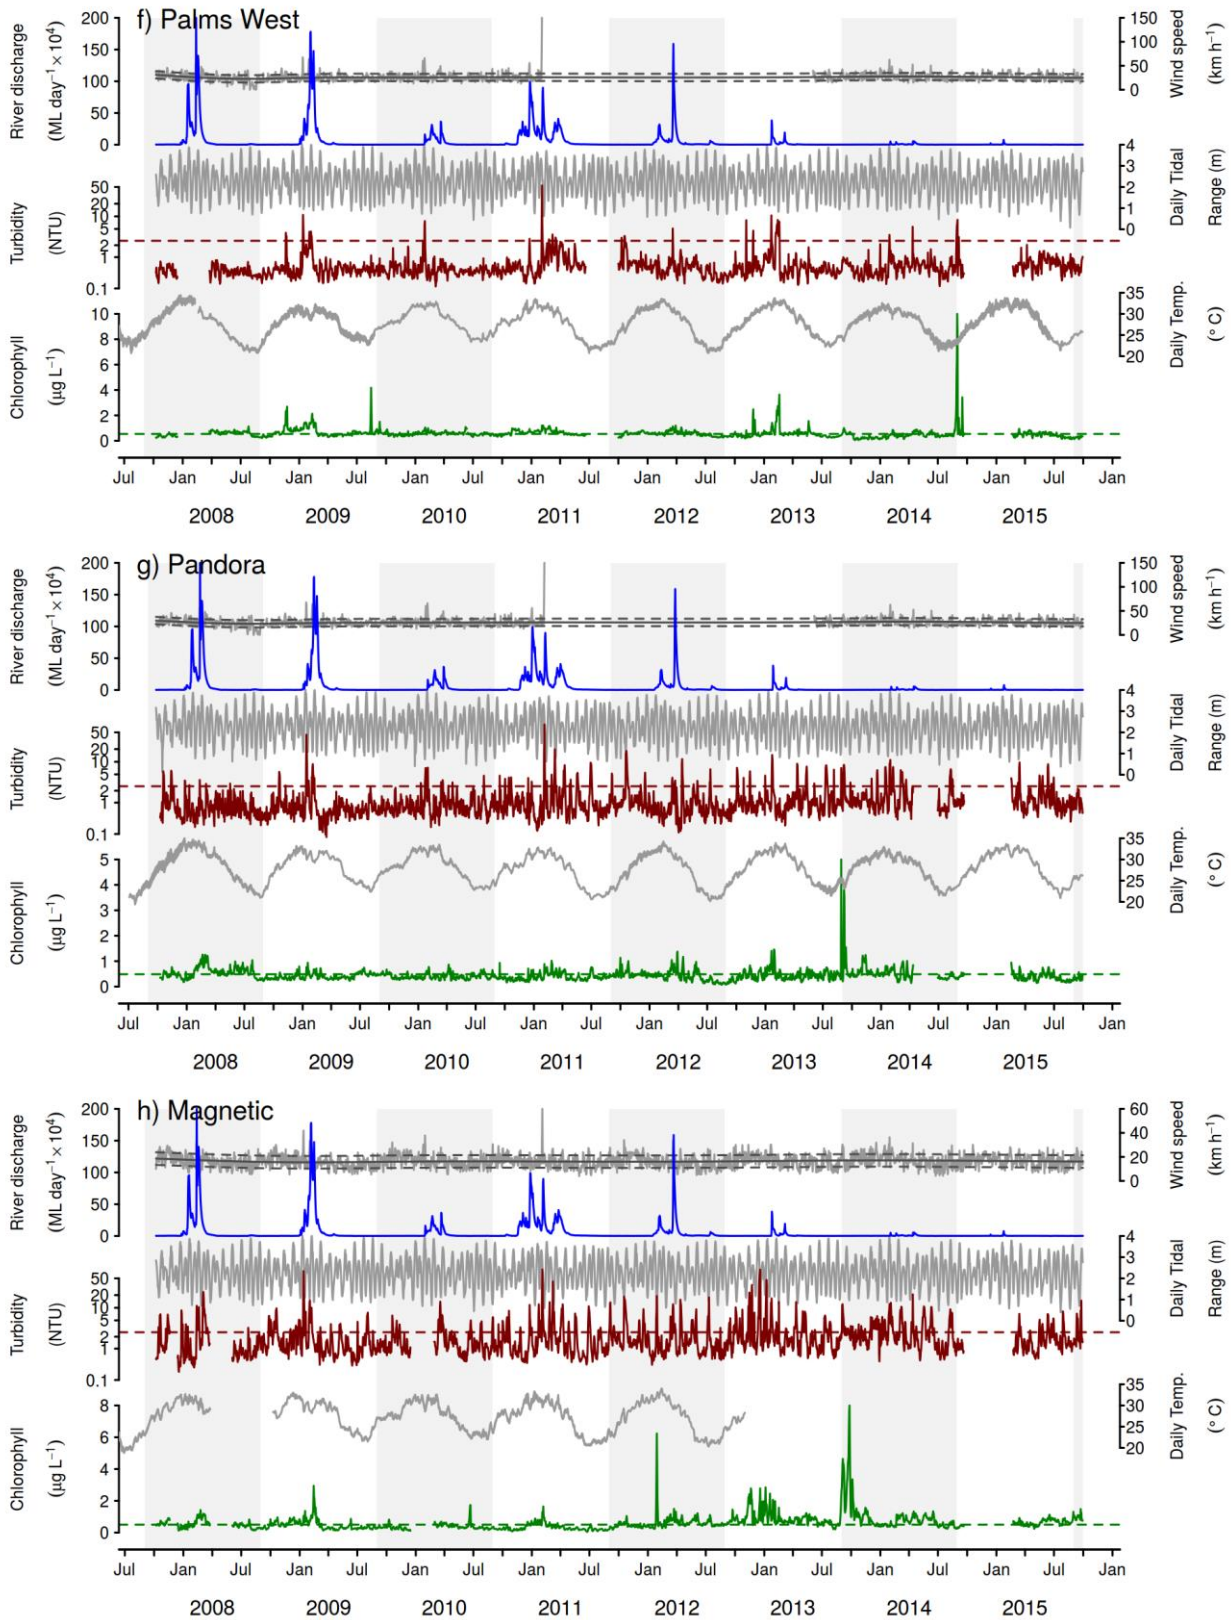 f) Palms West
River discharge
(ML day⁻¹ × 10⁴)
200
150
100
50
0
Wind speed
(km h⁻¹)
150
100
50
0
Daily Tidal
Range (m)
4
3
2
1
0
Turbidity
(NTU)
50
20
10
5
2
1
0.1
Daily Temp.
(° C)
35
30
25
20
Chlorophyll
(µg L⁻¹)
10
8
6
4
2
0
Jul Jan Jul Jan Jul Jan Jul Jan Jul Jan Jul Jan Jul Jan Jul Jan Jul Jan
2008 2009 2010 2011 2012 2013 2014 2015
g) Pandora
River discharge
(ML day⁻¹ × 10⁴)
200
150
100
50
0
Wind speed
(km h⁻¹)
150
100
50
0
Daily Tidal
Range (m)
4
3
2
1
0
Turbidity
(NTU)
50
20
10
5
2
1
0.1
Daily Temp.
(° C)
35
30
25
20
Chlorophyll
(µg L⁻¹)
5
4
3
2
1
0
Jul Jan Jul Jan Jul Jan Jul Jan Jul Jan Jul Jan Jul Jan Jul Jan Jul Jan
2008 2009 2010 2011 2012 2013 2014 2015
h) Magnetic
River discharge
(ML day⁻¹ × 10⁴)
200
150
100
50
0
Wind speed
(km h⁻¹)
60
40
20
0
Daily Tidal
Range (m)
4
3
2
1
0
Turbidity
(NTU)
50
20
10
5
2
1
0.1
Daily Temp.
(° C)
35
30
25
20
Chlorophyll
(µg L⁻¹)
8
6
4
2
0
Jul Jan Jul Jan Jul Jan Jul Jan Jul Jan Jul Jan Jul Jan Jul Jan Jul Jan
2008 2009 2010 2011 2012 2013 2014 2015